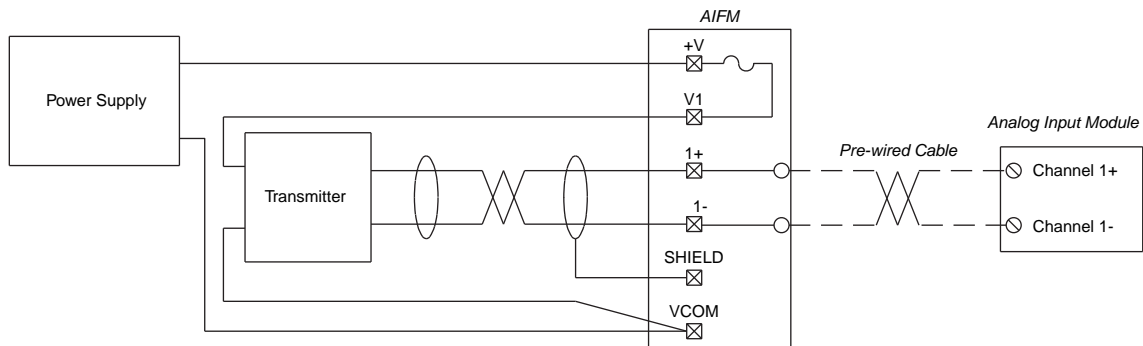 AIFM
+V
Power Supply
V1
Analog Input Module
1+
Pre-wired Cable
Channel 1+
Transmitter
1-
Channel 1-
SHIELD
VCOM